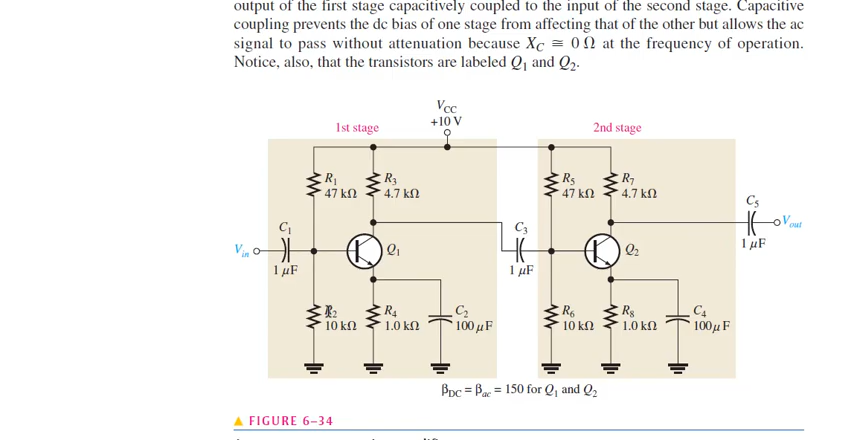 output of the first stage capacitively coupled to the input of the second stage. Capacitive
coupling prevents the dc bias of one stage from affecting that of the other but allows the ac
signal to pass without attenuation because X_C ≅ 0 Ω at the frequency of operation.
Notice, also, that the transistors are labeled Q₁ and Q₂.
V_CC
+10 V
1st stage
2nd stage
R₁
47 kΩ
R₃
4.7 kΩ
R₅
47 kΩ
R₇
4.7 kΩ
C₅
V_out
1 μF
C₁
V_in
1 μF
Q₁
C₃
1 μF
Q₂
R₂
10 kΩ
R₄
1.0 kΩ
C₂
100 μF
R₆
10 kΩ
R₈
1.0 kΩ
C₄
100 μF
β_DC = β_ac = 150 for Q₁ and Q₂
FIGURE 6–34